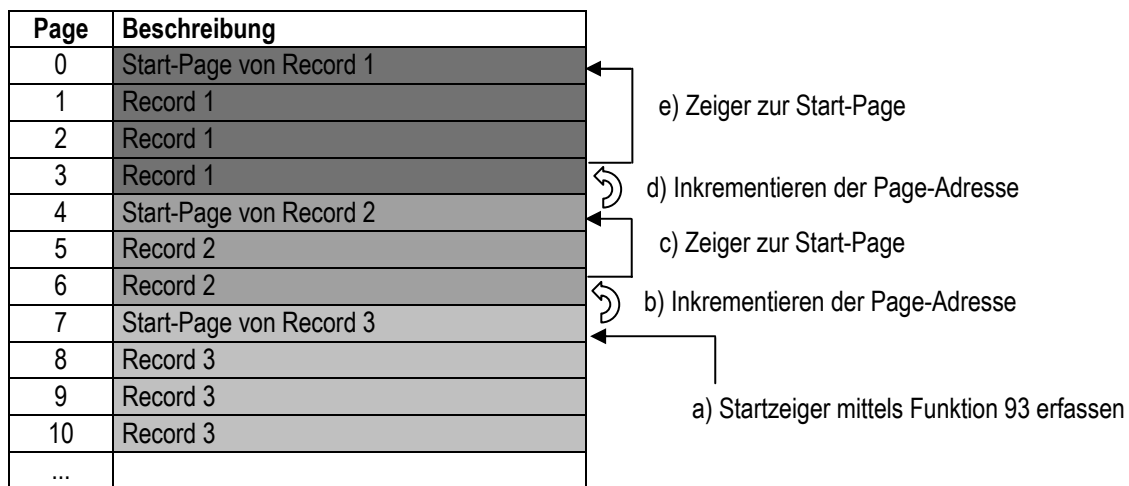 Page Beschreibung
0 Start-Page von Record 1
1 Record 1
2 Record 1
3 Record 1
4 Start-Page von Record 2
5 Record 2
6 Record 2
7 Start-Page von Record 3
8 Record 3
9 Record 3
10 Record 3
...
e) Zeiger zur Start-Page
d) Inkrementieren der Page-Adresse
c) Zeiger zur Start-Page
b) Inkrementieren der Page-Adresse
a) Startzeiger mittels Funktion 93 erfassen